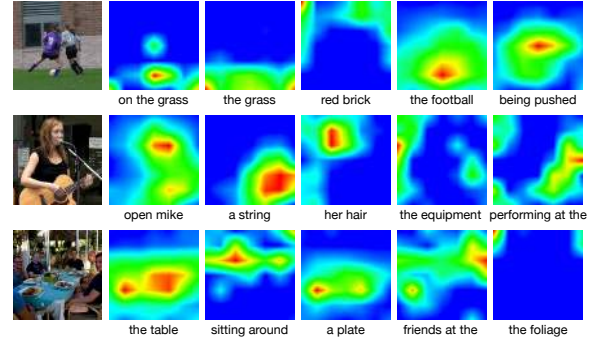 on the grass the grass red brick the football being pushed
open mike a string her hair the equipment performing at the
the table sitting around a plate friends at the the foliage